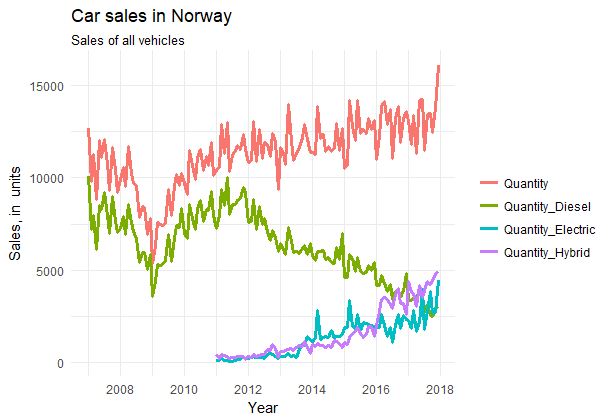 Car sales in Norway
Sales of all vehicles
Sales, in  units
15000
10000
5000
0
2008 2010 2012 2014 2016 2018
Year
Quantity
Quantity_Diesel
Quantity_Electric
Quantity_Hybrid